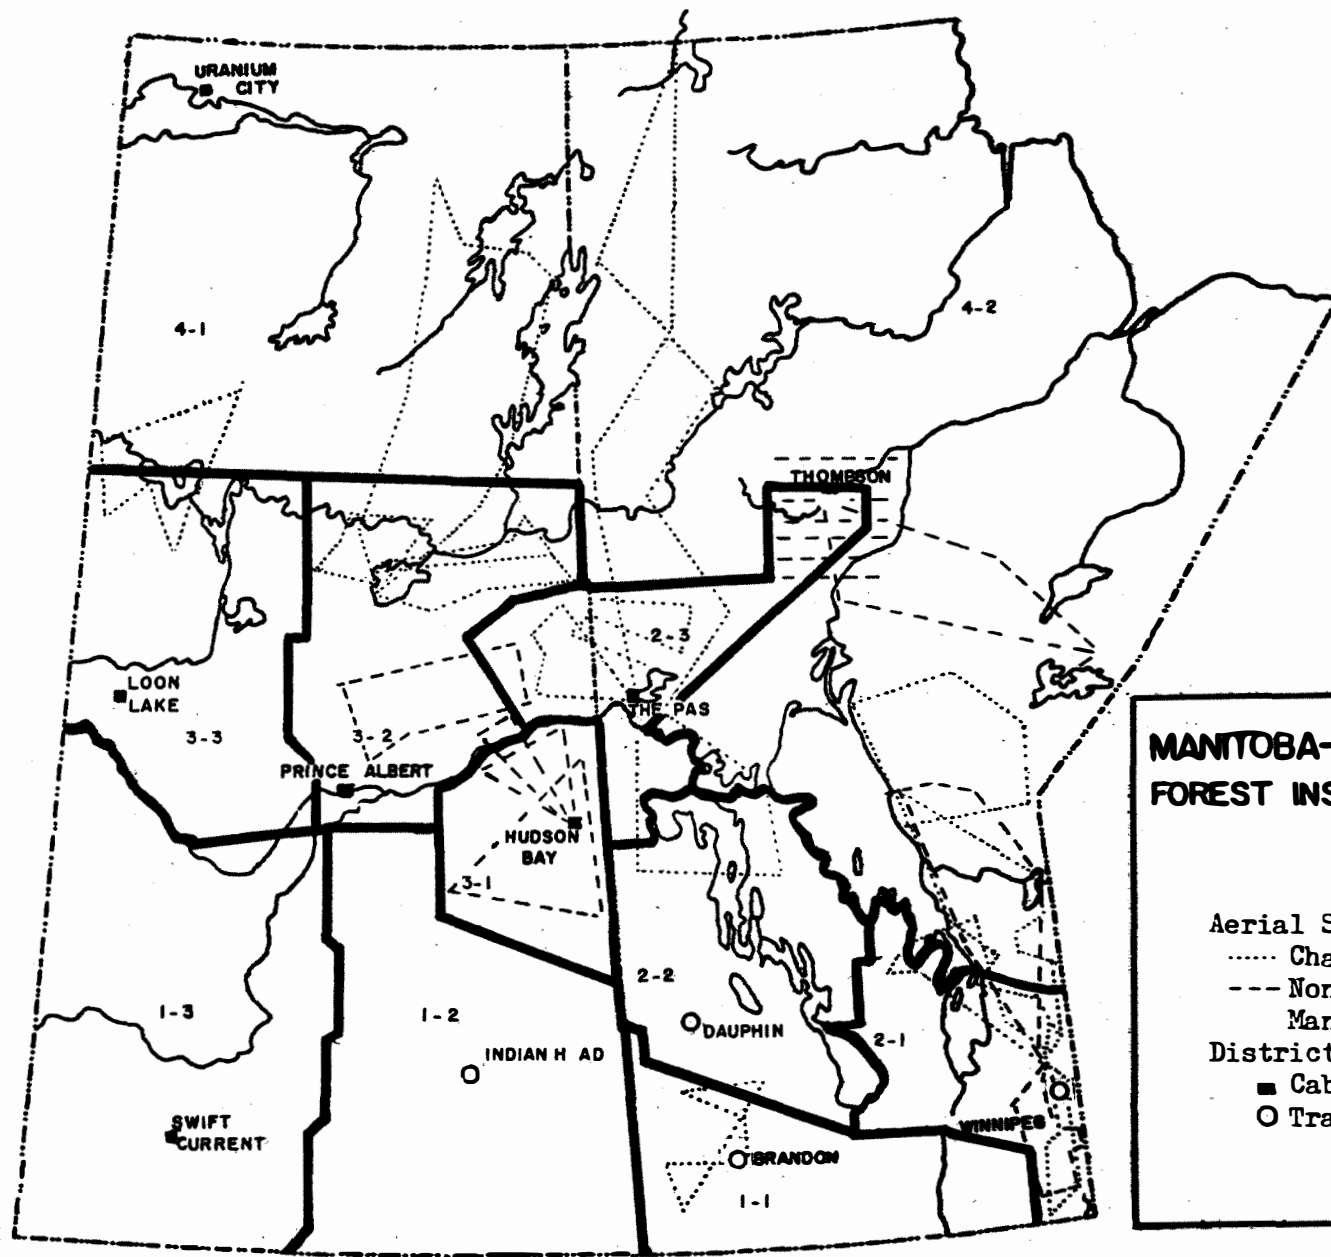 URANIUM
CITY
4-1
4-2
THOMPSON
2-3
LOON
LAKE
THE PAS
3-3
3-2
PRINCE ALBERT
HUDSON
BAY
3-1
2-2
1-3
1-2
DAUPHIN
2-1
INDIAN H AD
SWIFT
CURRENT
WINNIPEG
BRANDON
1-1
MANITOBA-
FOREST INS
Aerial S
..... Cha
--- Non
Man
District
Cab
Tra